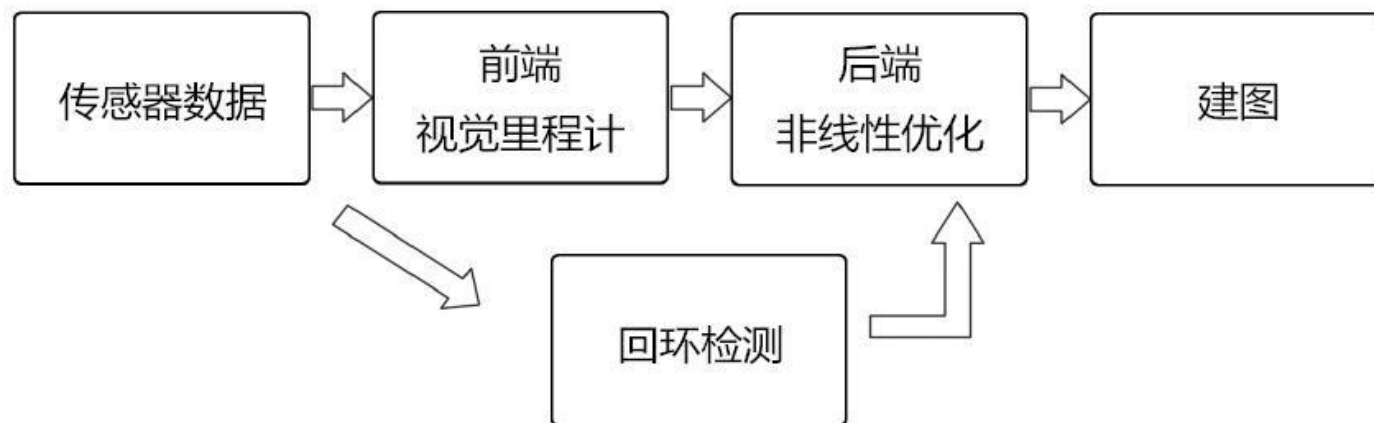 传感器数据
前端
视觉里程计
后端
非线性优化
建图
回环检测